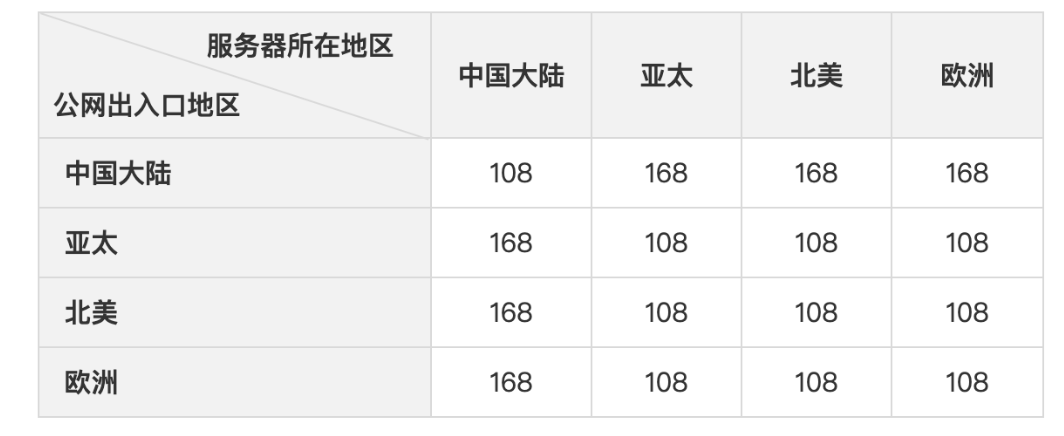 服务器所在地区
公网出入口地区
中国大陆 亚太 北美 欧洲
中国大陆 108 168 168 168
亚太 168 108 108 108
北美 168 108 108 108
欧洲 168 108 108 108